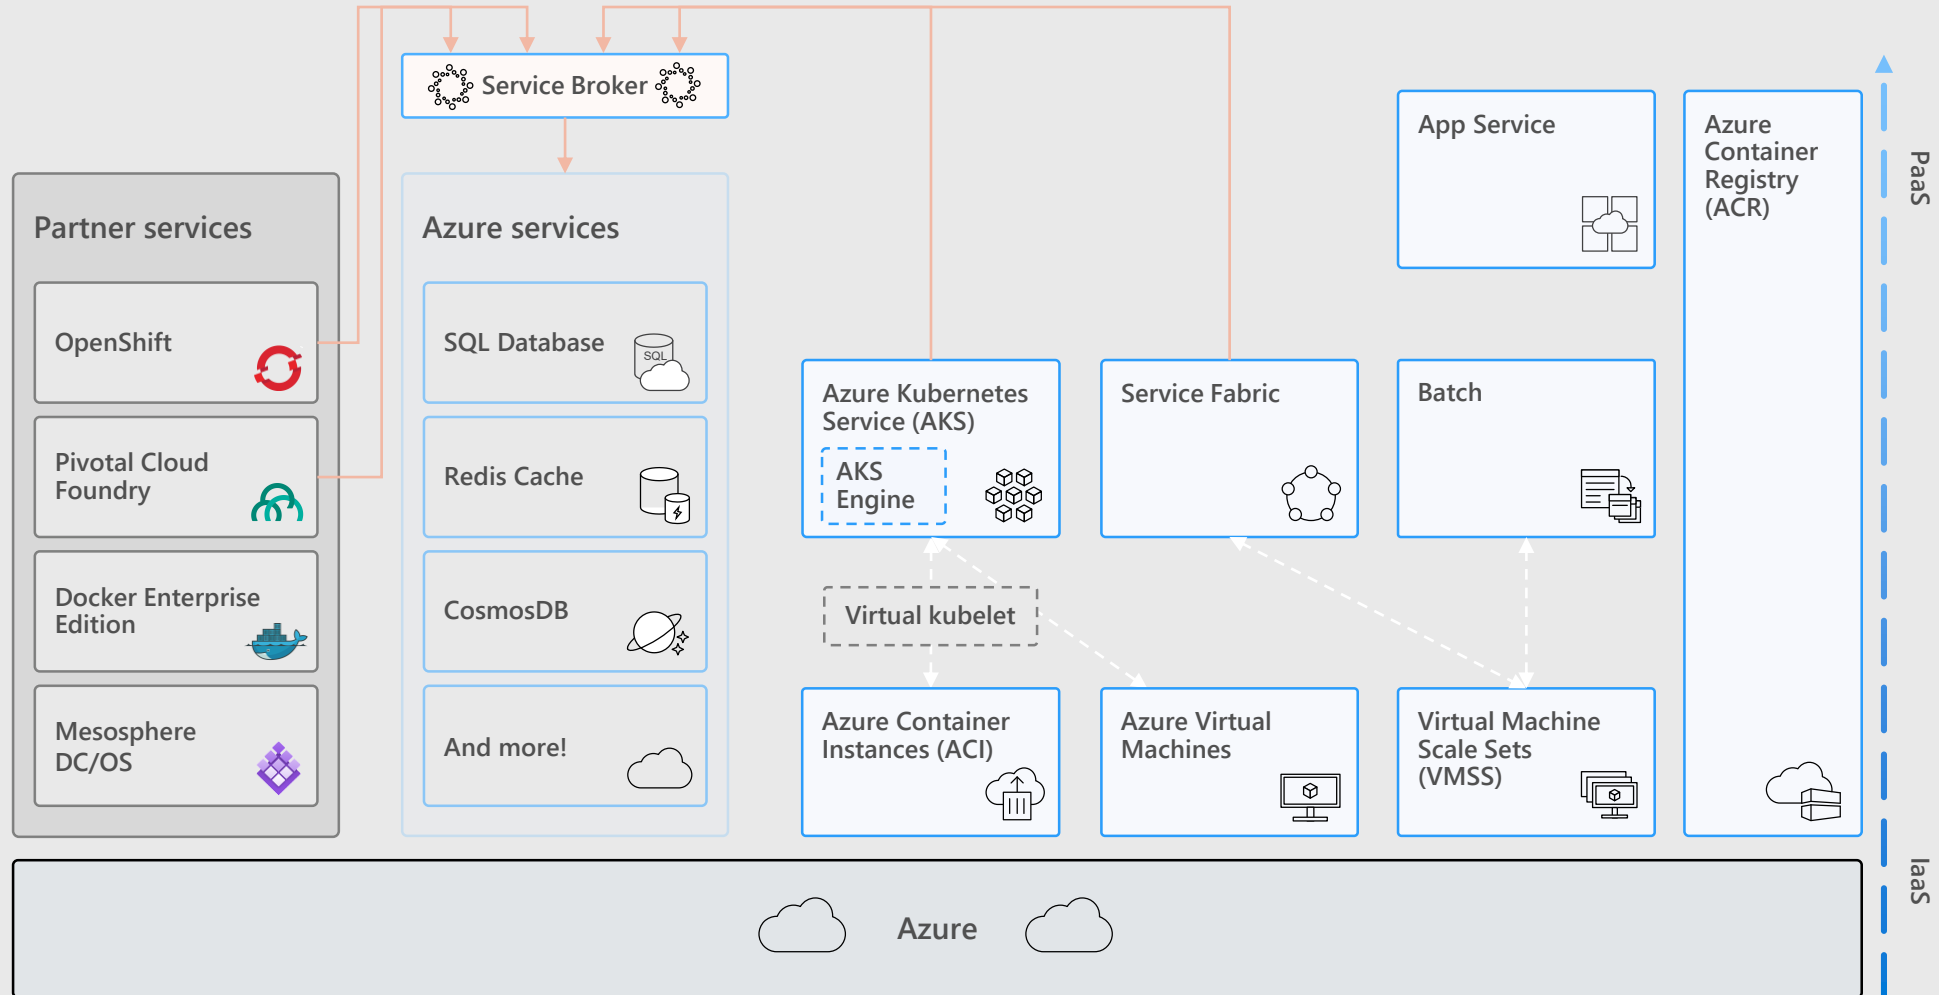 Service Broker
App Service
Azure
Container
Registry
(ACR)
PaaS
Partner services
Azure services
OpenShift
SQL Database
SQL
Azure Kubernetes
Service (AKS)
AKS
Engine
Service Fabric
Batch
Pivotal Cloud
Foundry
Redis Cache
Docker Enterprise
Edition
CosmosDB
Virtual kubelet
Mesosphere
DC/OS
And more!
Azure Container
Instances (ACI)
Azure Virtual
Machines
Virtual Machine
Scale Sets
(VMSS)
IaaS
Azure